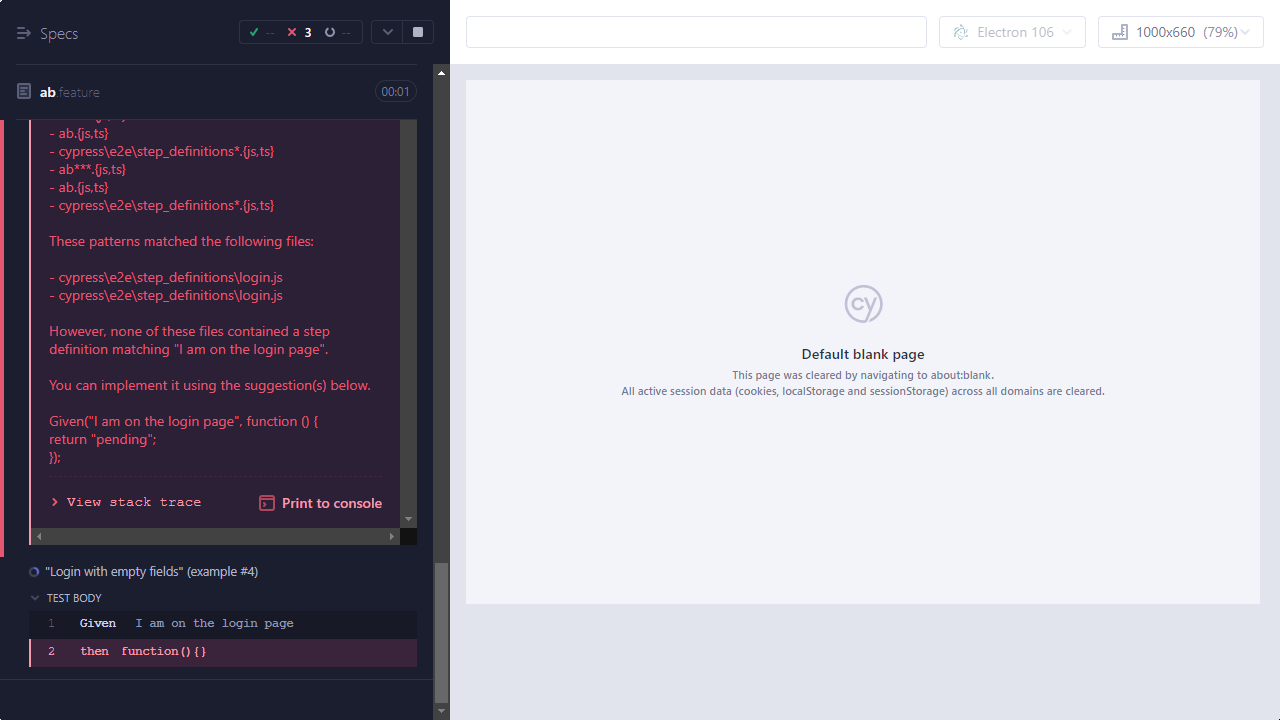 Specs
-- 3 --
Electron 106
1000x660 (79%)
ab.feature
00:01
- ab.{js,ts}
- cypress\e2e\step_definitions*.{js,ts}
- ab***.{js,ts}
- ab.{js,ts}
- cypress\e2e\step_definitions*.{js,ts}
These patterns matched the following files:
- cypress\e2e\step_definitions\login.js
- cypress\e2e\step_definitions\login.js
However, none of these files contained a step
definition matching "I am on the login page".
You can implement it using the suggestion(s) below.
Given("I am on the login page", function () {
return "pending";
});
View stack trace
Print to console
"Login with empty fields" (example #4)
TEST BODY
1 Given I am on the login page
2 then function(){}
cy
Default blank page
This page was cleared by navigating to about:blank.
All active session data (cookies, localStorage and sessionStorage) across all domains are cleared.